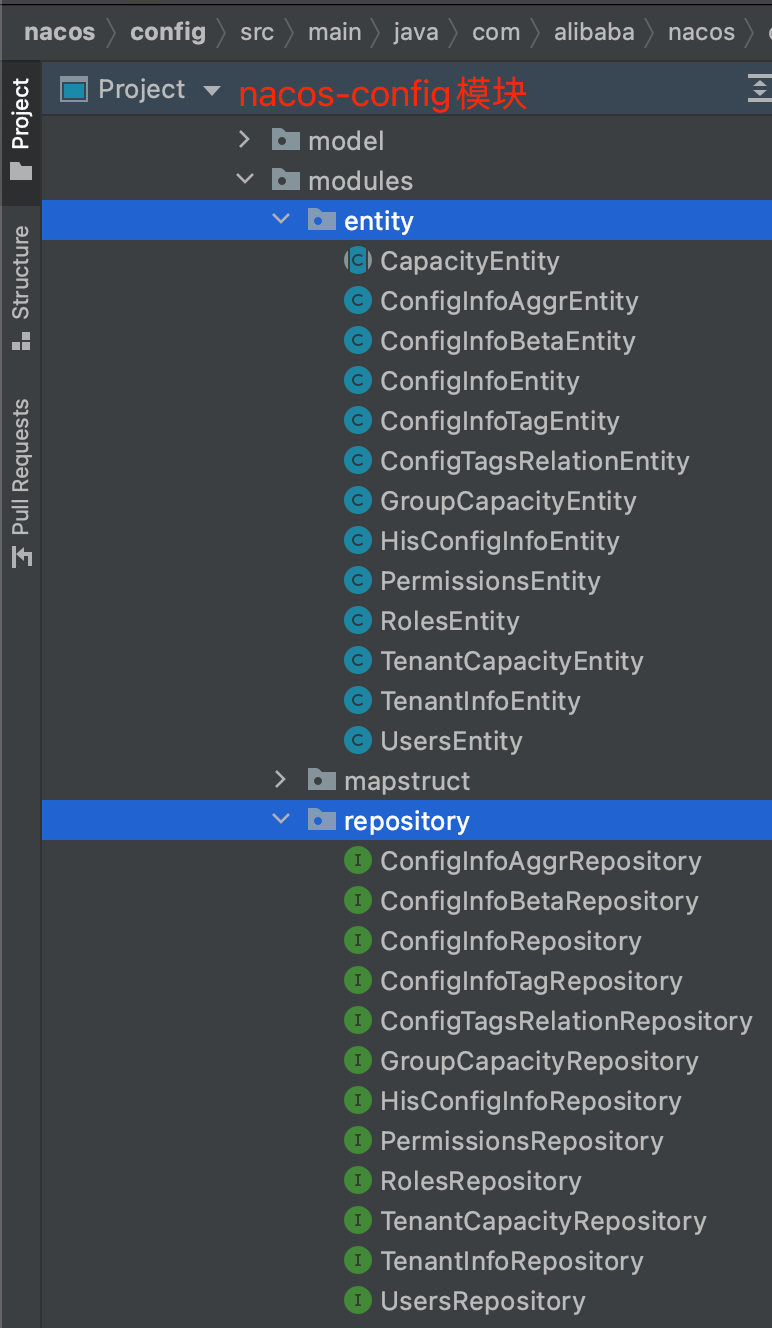 nacos config src main java com alibaba nacos
Project nacos-config模块
Project
Structure
Pull Requests
model
modules
entity
CapacityEntity
ConfigInfoAggrEntity
ConfigInfoBetaEntity
ConfigInfoEntity
ConfigInfoTagEntity
ConfigTagsRelationEntity
GroupCapacityEntity
HisConfigInfoEntity
PermissionsEntity
RolesEntity
TenantCapacityEntity
TenantInfoEntity
UsersEntity
mapstruct
repository
ConfigInfoAggrRepository
ConfigInfoBetaRepository
ConfigInfoRepository
ConfigInfoTagRepository
ConfigTagsRelationRepository
GroupCapacityRepository
HisConfigInfoRepository
PermissionsRepository
RolesRepository
TenantCapacityRepository
TenantInfoRepository
UsersRepository